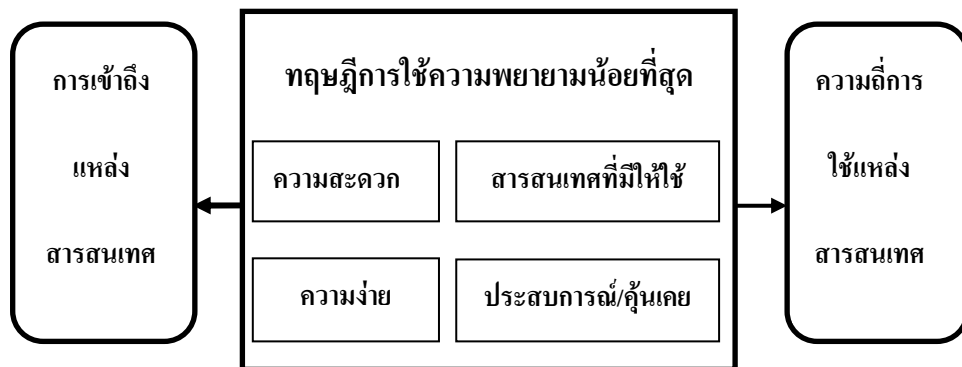 การเข้าถึง
แหล่ง
สารสนเทศ
ทฤษฎีการใช้ความพยายามน้อยที่สุด
ความสะดวก
สารสนเทศที่มีให้ใช้
ความง่าย
ประสบการณ์/คุ้นเคย
ความถี่การ
ใช้แหล่ง
สารสนเทศ